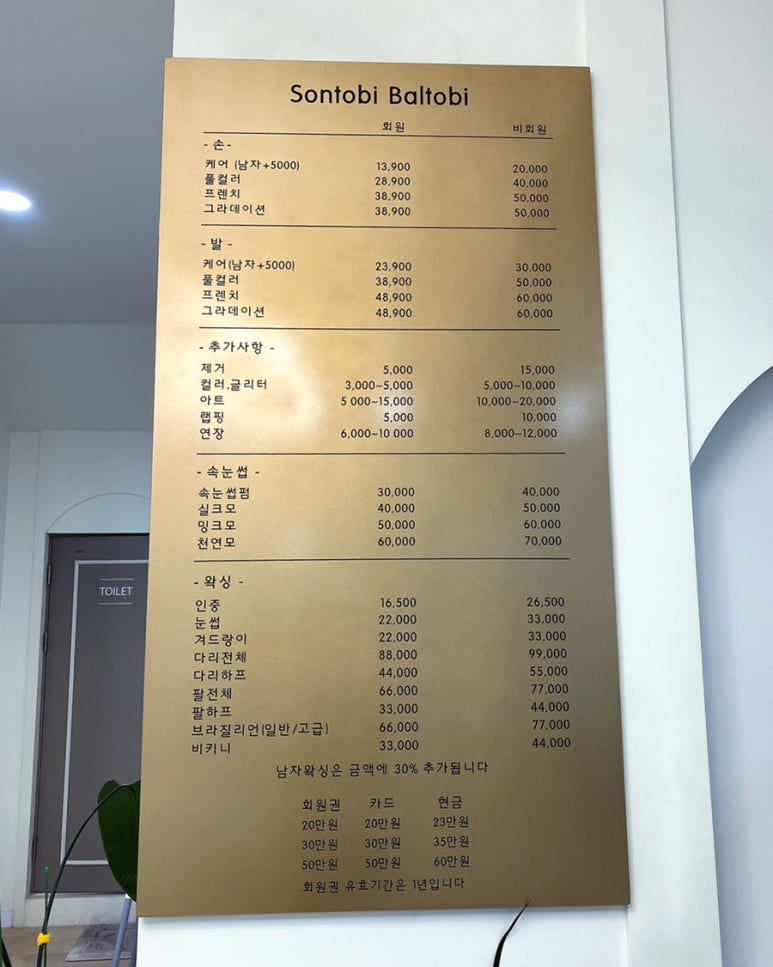 Sontobi Baltobi
회원 비회원
- 손 -
케어 (남자+5000) 13,900 20,000
풀컬러 28,900 40,000
프렌치 38,900 50,000
그라데이션 38,900 50,000
- 발 -
케어(남자+5000) 23,900 30,000
풀컬러 38,900 50,000
프렌치 48,900 60,000
그라데이션 48,900 60,000
- 추가사항 -
제거 5,000 15,000
컬러,글리터 3,000~5,000 5,000~10,000
아트 5 000~15,000 10,000~20,000
랩핑 5,000 10,000
연장 6,000~10 000 8,000~12,000
- 속눈썹 -
속눈썹펌 30,000 40,000
실크모 40,000 50,000
밍크모 50,000 60,000
천연모 60,000 70,000
- 왁싱 -
인중 16,500 26,500
눈썹 22,000 33,000
겨드랑이 22,000 33,000
다리전체 88,000 99,000
다리하프 44,000 55,000
팔전체 66,000 77,000
팔하프 33,000 44,000
브라질리언(일반/고급) 66,000 77,000
비키니 33,000 44,000
남자왁싱은 금액에 30% 추가됩니다
회원권 카드 현금
20만원 20만원 23만원
30만원 30만원 35만원
50만원 50만원 60만원
회원권 유효기간은 1년입니다
TOILET